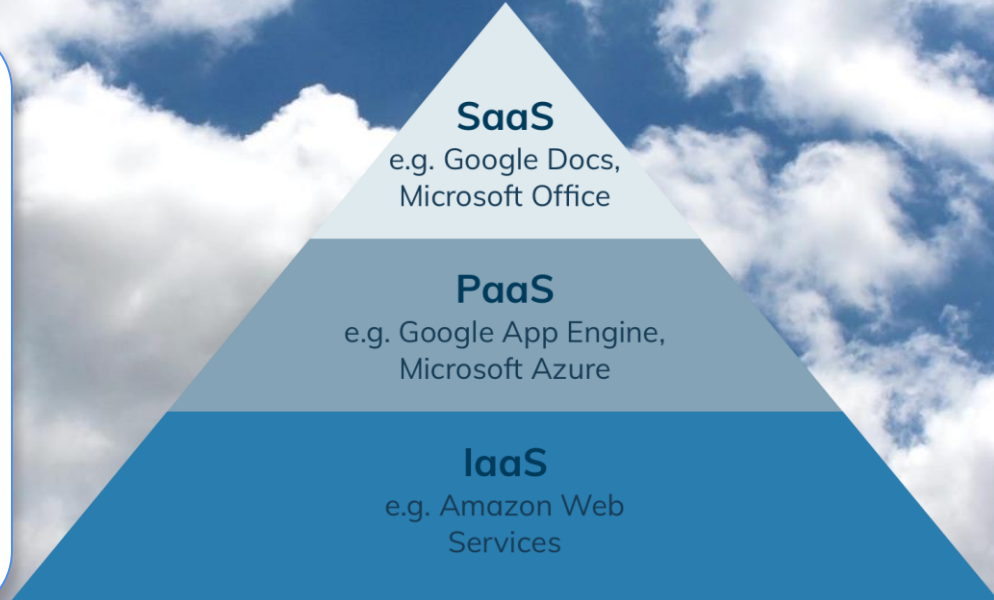 SaaS
e.g. Google Docs,
Microsoft Office
PaaS
e.g. Google App Engine,
Microsoft Azure
IaaS
e.g. Amazon Web
Services